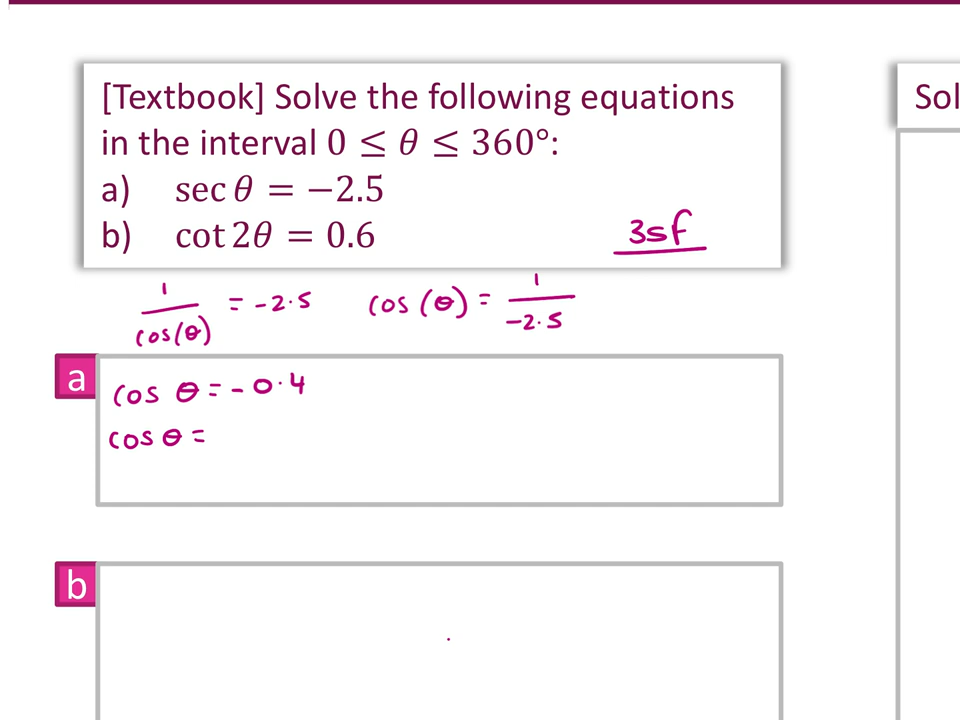 [Textbook] Solve the following equations
in the interval 0 ≤ θ ≤ 360°:
a) sec θ = −2.5
b) cot 2θ = 0.6
3sf
1/cos(θ) = -2.5
cos(θ) = 1/-2.5
a
cos θ = -0.4
cos θ =
b
Sol